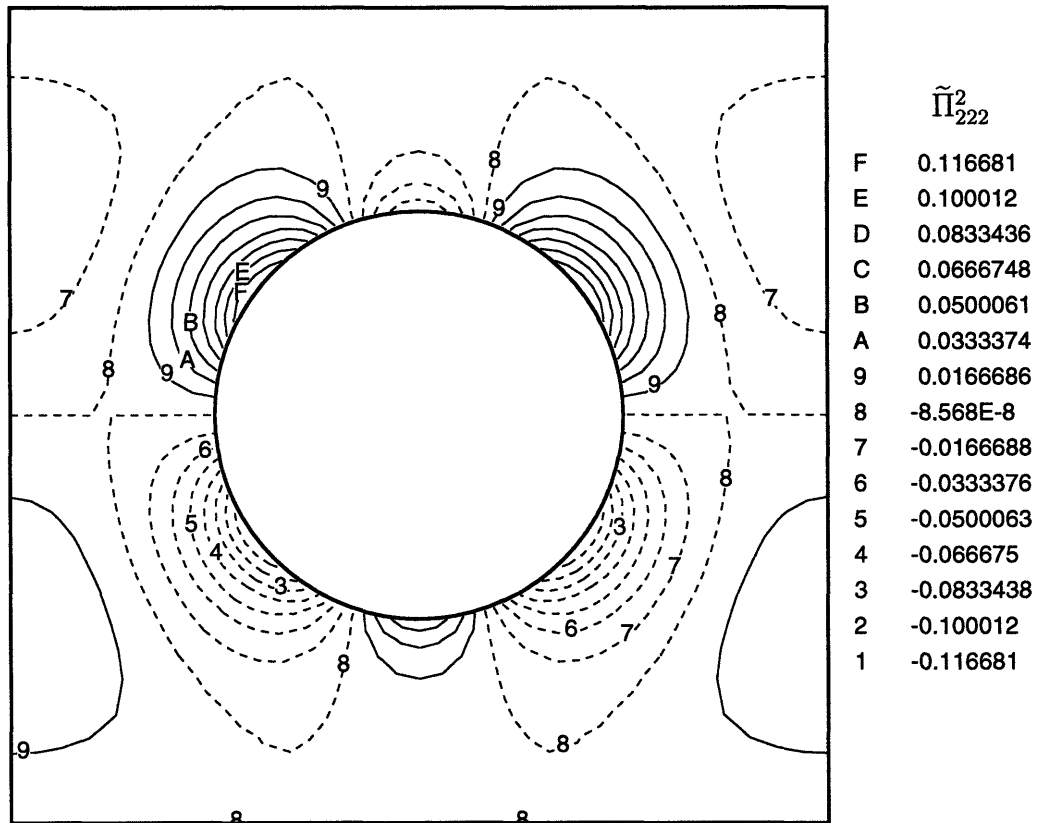 Π̃²₂₂₂
F 0.116681
E 0.100012
D 0.0833436
C 0.0666748
B 0.0500061
A 0.0333374
9 0.0166686
8 -8.568E-8
7 -0.0166688
6 -0.0333376
5 -0.0500063
4 -0.066675
3 -0.0833438
2 -0.100012
1 -0.116681
8
9
9
E
F
7
7
B
8
A
8
9
9
6
8
5
3
4
7
3
6
7
8
8
9
8
8